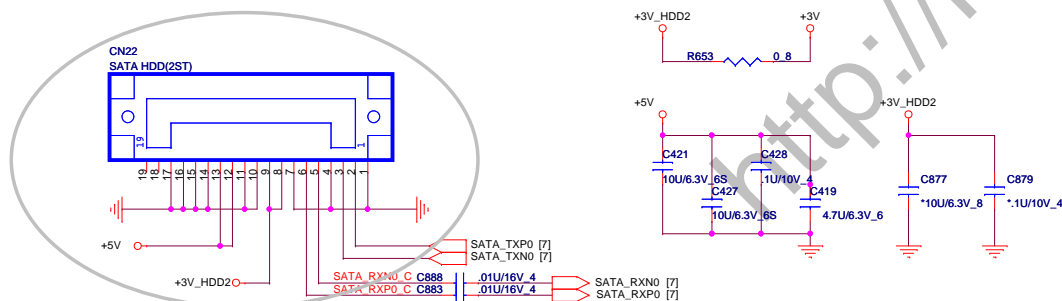 +3V_HDD2
+3V
R653
0_8
CN22
SATA HDD(2ST)
19
1
19
18
17
16
15
14
13
12
11
10
9
8
7
6
5
4
3
2
1
+5V
+3V_HDD2
SATA_TXP0 [7]
SATA_TXN0 [7]
SATA_RXN0_C C888 .01U/16V_4 SATA_RXN0 [7]
SATA_RXP0_C C883 .01U/16V_4 SATA_RXP0 [7]
+5V
C421
10U/6.3V_6S
C428
.1U/10V_4
C427
10U/6.3V_6S
C419
4.7U/6.3V_6
+3V_HDD2
C877
*10U/6.3V_8
C879
*.1U/10V_4
http://